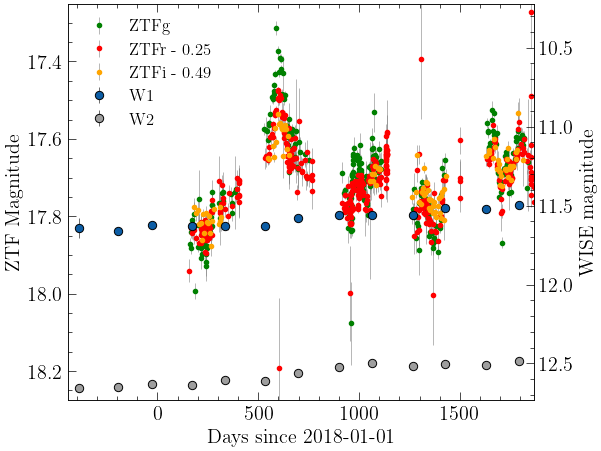 ZTFg
ZTFr - 0.25
ZTFi - 0.49
W1
W2
17.4
17.6
17.8
18.0
18.2
ZTF Magnitude
10.5
11.0
11.5
12.0
12.5
WISE magnitude
0
500
1000
1500
Days since 2018-01-01